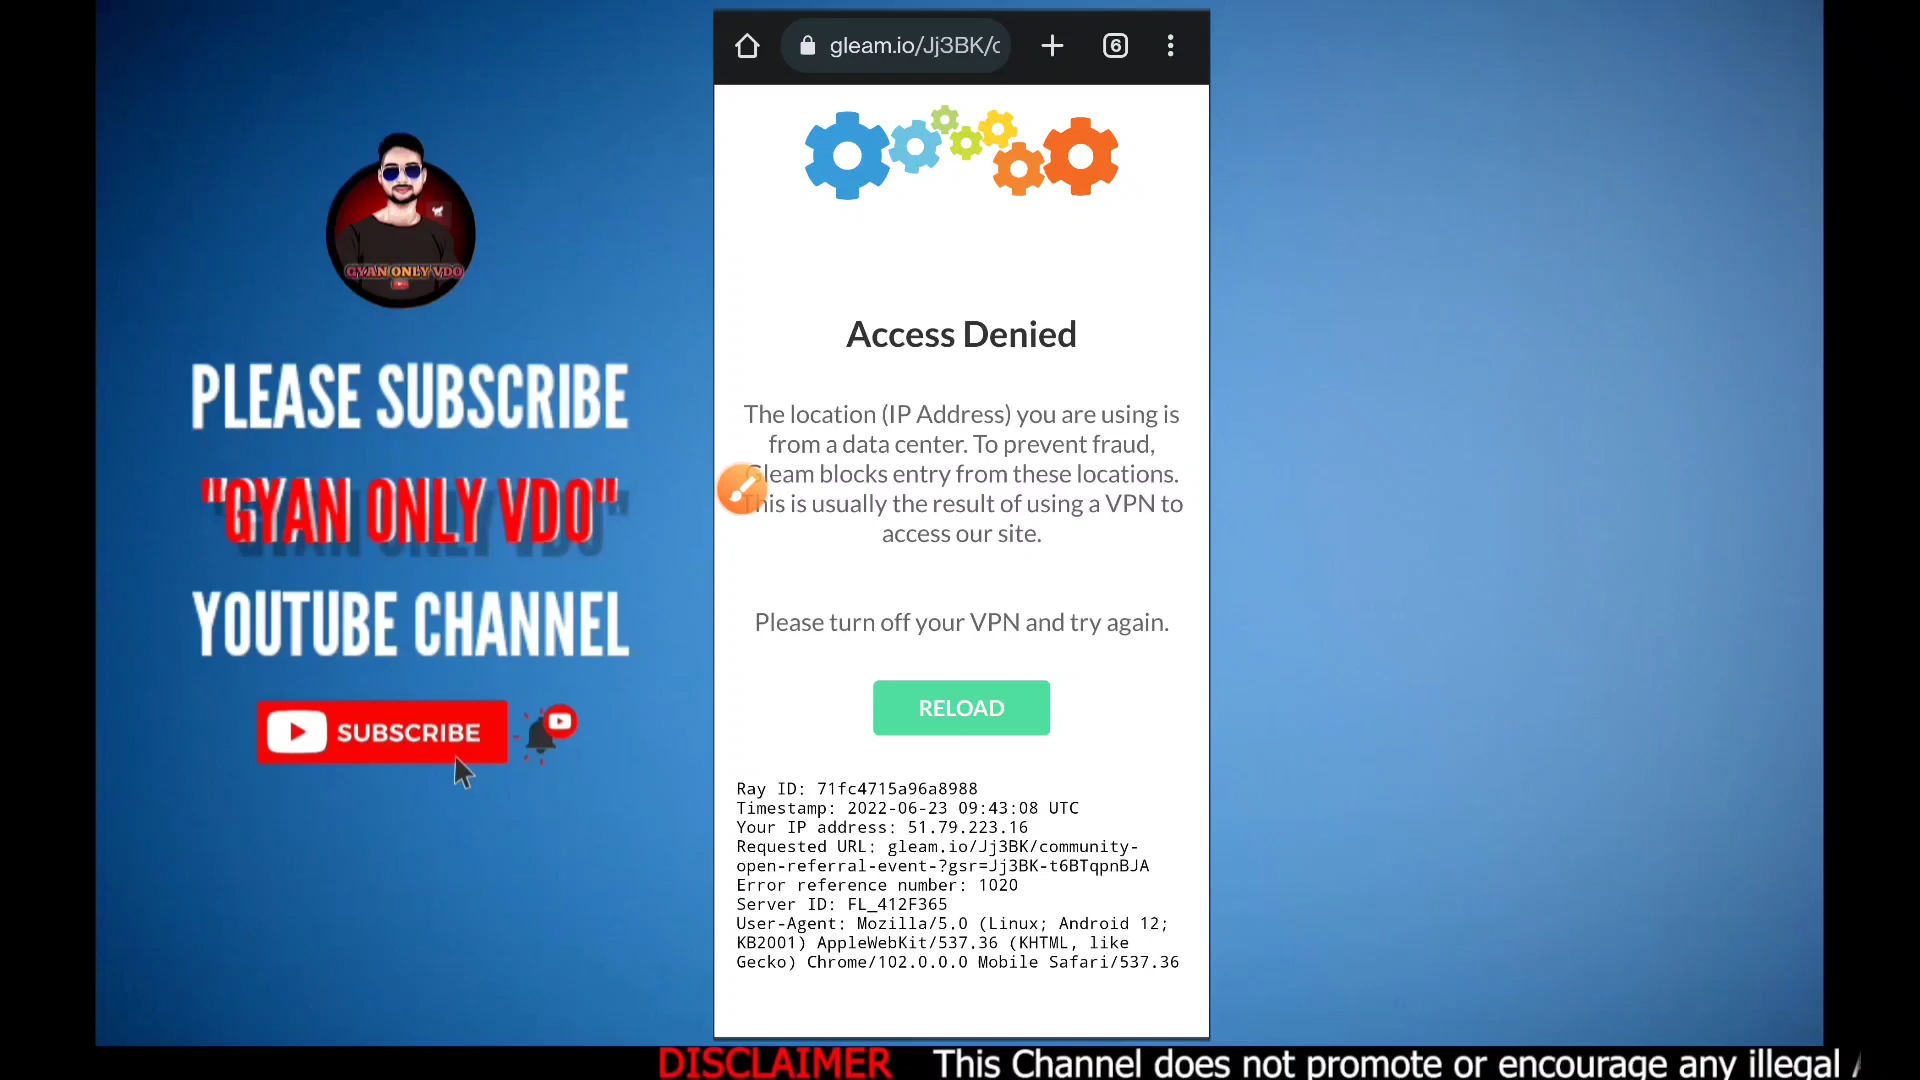 gleam.io/Jj3BK/c
6
GYAN ONLY VDO
PLEASE SUBSCRIBE
"GYAN ONLY VDO"
YOUTUBE CHANNEL
SUBSCRIBE
Access Denied
The location (IP Address) you are using is
from a data center. To prevent fraud,
Gleam blocks entry from these locations.
This is usually the result of using a VPN to
access our site.
Please turn off your VPN and try again.
RELOAD
Ray ID: 71fc4715a96a8988
Timestamp: 2022-06-23 09:43:08 UTC
Your IP address: 51.79.223.16
Requested URL: gleam.io/Jj3BK/community-
open-referral-event-?gsr=Jj3BK-t6BTqpnBJA
Error reference number: 1020
Server ID: FL_412F365
User-Agent: Mozilla/5.0 (Linux; Android 12;
KB2001) AppleWebKit/537.36 (KHTML, like
Gecko) Chrome/102.0.0.0 Mobile Safari/537.36
DISCLAIMER This Channel does not promote or encourage any illegal